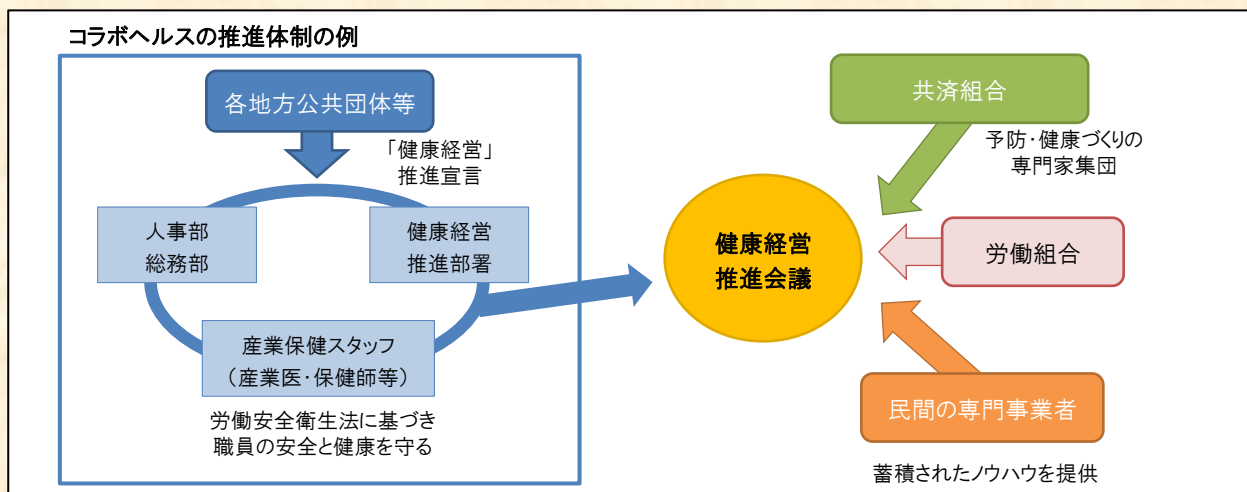 コラボヘルスの推進体制の例
各地方公共団体等
「健康経営」
推進宣言
人事部
総務部
健康経営
推進部署
産業保健スタッフ
（産業医・保健師等）
労働安全衛生法に基づき
職員の安全と健康を守る
健康経営
推進会議
共済組合
予防・健康づくりの
専門家集団
労働組合
民間の専門事業者
蓄積されたノウハウを提供